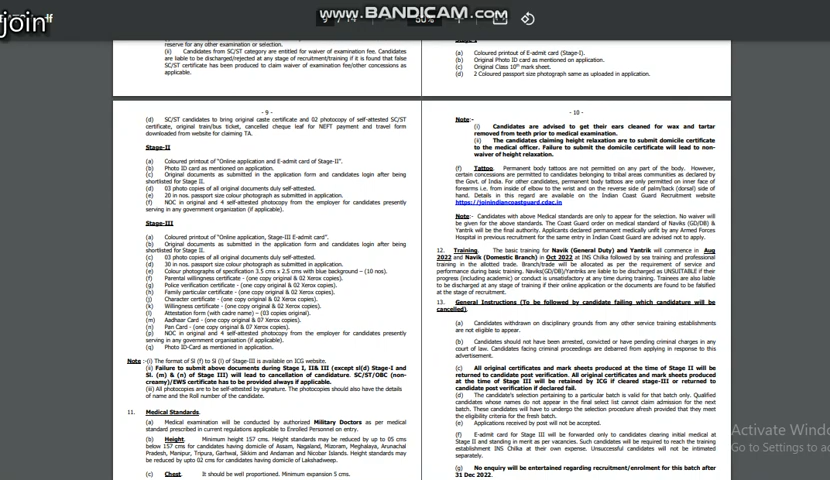 www.BANDICAM.com
join
df
50%
reserve for any other examination or selection.
(ii) Candidates from SC/ST category are entitled for waiver of examination fee. Candidates
are liable to be discharged/rejected at any stage of recruitment/training if it is found that false
SC/ST certificate has been produced to claim waiver of examination fee/other concessions as
applicable.
(a) Coloured printout of E-admit card (Stage-I).
(b) Original Photo ID card as mentioned on application.
(c) Original Class 10th mark sheet.
(d) 2 Coloured passport size photograph same as uploaded in application.
- 9 -
(d) SC/ST candidates to bring original caste certificate and 02 photocopy of self-attested SC/ST
certificate, original train/bus ticket, cancelled cheque leaf for NEFT payment and travel form
downloaded from website for claiming TA.
Stage-II
(a) Coloured printout of "Online application and E-admit card of Stage-II".
(b) Photo ID card as mentioned in application.
(c) Original documents as submitted in the application form and candidates login after being
shortlisted for Stage II.
(d) 03 photo copies of all original documents duly self-attested.
(e) 20 in nos. passport size colour photograph as submitted in application.
(f) NOC in original and 4 self-attested photocopy from the employer for candidates presently
serving in any government organization (if applicable).
Stage-III
(a) Coloured printout of "Online application, Stage-III E-admit card".
(b) Original documents as submitted in the application form and candidates login after being
shortlisted for Stage II.
(c) 03 photo copies of all original documents duly self-attested.
(d) 30 in nos. passport size colour photograph as submitted in application.
(e) Colour photographs of specification 3.5 cms x 2.5 cms with blue background – (10 nos).
(f) Parental willingness certificate - (one copy original & 02 Xerox copies).
(g) Police verification certificate - (one copy original & 02 Xerox copies).
(h) Family particular certificate - (one copy original & 02 Xerox copies).
(j) Character certificate - (one copy original & 02 Xerox copies).
(k) Willingness certificate - (one copy original & 02 Xerox copies).
(l) Attestation form (with cadre name) – (03 copies original).
(m) Aadhaar Card - (one copy original & 07 Xerox copies).
(n) Pan Card - (one copy original & 07 Xerox copies).
(p) NOC in original and 4 self-attested photocopy from the employer for candidates presently
serving in any government organization (if applicable).
(q) Photo ID-Card as mentioned in application.
Note :-(i) The format of Sl (f) to Sl (l) of Stage-III is available on ICG website.
(ii) Failure to submit above documents during Stage I, II& III (except sl(d) Stage-I and
Sl. (m) & (n) of Stage III) will lead to cancellation of candidature. SC/ST/OBC (non-
creamy)/EWS certificate has to be provided always if applicable.
(iii) All photocopies are to be self-attested by signature. The photocopies should also have the details
of name and the Roll number of the candidate.
11. Medical Standards.
(a) Medical examination will be conducted by authorized Military Doctors as per medical
standard prescribed in current regulations applicable to Enrolled Personnel on entry.
(b) Height. Minimum height 157 cms. Height standards may be reduced by up to 05 cms
below 157 cms for candidates having domicile of Assam, Nagaland, Mizoram, Meghalaya, Arunachal
Pradesh, Manipur, Tripura, Garhwal, Sikkim and Andaman and Nicobar Islands. Height standards may
be reduced by upto 02 cms for candidates having domicile of Lakshadweep.
(c) Chest. It should be well proportioned. Minimum expansion 5 cms.
- 10 -
Note:-
(i) Candidates are advised to get their ears cleaned for wax and tartar
removed from teeth prior to medical examination.
(ii) The candidates claiming height relaxation are to submit domicile certificate
to the medical officer. Failure to submit the domicile certificate will lead to non-
waiver of height relaxation.
(f) Tattoo. Permanent body tattoos are not permitted on any part of the body. However,
certain concessions are permitted to candidates belonging to tribal areas communities as declared by
the Govt. of India. For other candidates, permanent body tattoos are only permitted on inner face of
forearms i.e. from inside of elbow to the wrist and on the reverse side of palm/back (dorsal) side of
hand. Details in this regard are available on the Indian Coast Guard Recruitment website
https://joinindiancoastguard.cdac.in
Note:- Candidates with above Medical standards are only to appear for the selection. No waiver
will be given for the above standards. The Coast Guard order on medical standard of Naviks (GD/DB) &
Yantrik will be the final authority. Applicants declared permanent medically unfit by any Armed Forces
Hospital in previous recruitment for the same entry in Indian Coast Guard are advised not to apply.
12. Training. The basic training for Navik (General Duty) and Yantrik will commence in Aug
2022 and Navik (Domestic Branch) in Oct 2022 at INS Chilka followed by sea training and professional
training in the allotted trade. Branch/trade will be allocated as per the requirement of service and
performance during basic training. Naviks(GD/DB)/Yantriks are liable to be discharged as UNSUITABLE if their
progress (including academic) or conduct is unsatisfactory at any time during training. Trainees are also liable
to be discharged at any stage of training if their online application or the documents are found to be falsified
at the stage of recruitment.
13. General Instructions (To be followed by candidate failing which candidature will be
cancelled).
(a) Candidates withdrawn on disciplinary grounds from any other service training establishments
are not eligible to appear.
(b) Candidates should not have been arrested, convicted or have pending criminal cases in any
court of law. Candidates facing criminal proceedings are debarred from applying in response to this
advertisement.
(c) All original certificates and mark sheets produced at the time of Stage II will be
returned to candidate post verification. All original certificates and marksheets
produced at the time of Stage III will be retained by ICG if cleared stage-III or returned to
candidate post verification if declared fail.
(d) The candidate's selection pertaining to a particular batch is valid for that batch only. Qualified
candidates whose names do not appear in the final select list cannot claim admission for the next
batch. These candidates will have to undergo the selection procedure afresh provided they meet
the eligibility criteria for the fresh batch.
(e) Applications received by post will not be accepted.
(f) E-admit card for Stage III will be forwarded only to candidates clearing initial medical at
Stage II and standing in merit as per vacancies. Such candidates will be required to reach the
training establishment INS Chilka at their own expense. Unsuccessful candidates will not be intimated
separately.
(g) No enquiry will be entertained regarding recruitment/enrolment for this batch after
31 Dec 2022.
Activate Windo
Go to Settings to ac